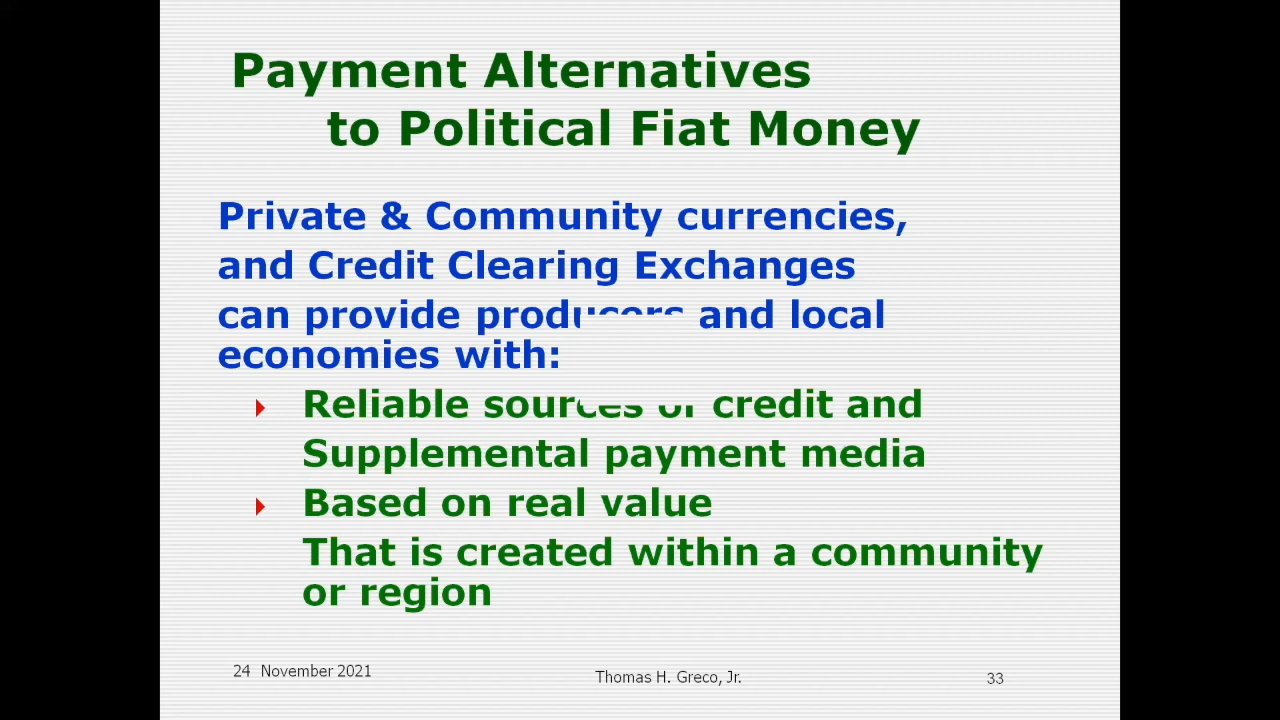 Payment Alternatives
to Political Fiat Money
Private & Community currencies,
and Credit Clearing Exchanges
can provide producers and local
economies with:
Reliable sources of credit and
Supplemental payment media
Based on real value
That is created within a community
or region
24 November 2021
Thomas H. Greco, Jr.
33